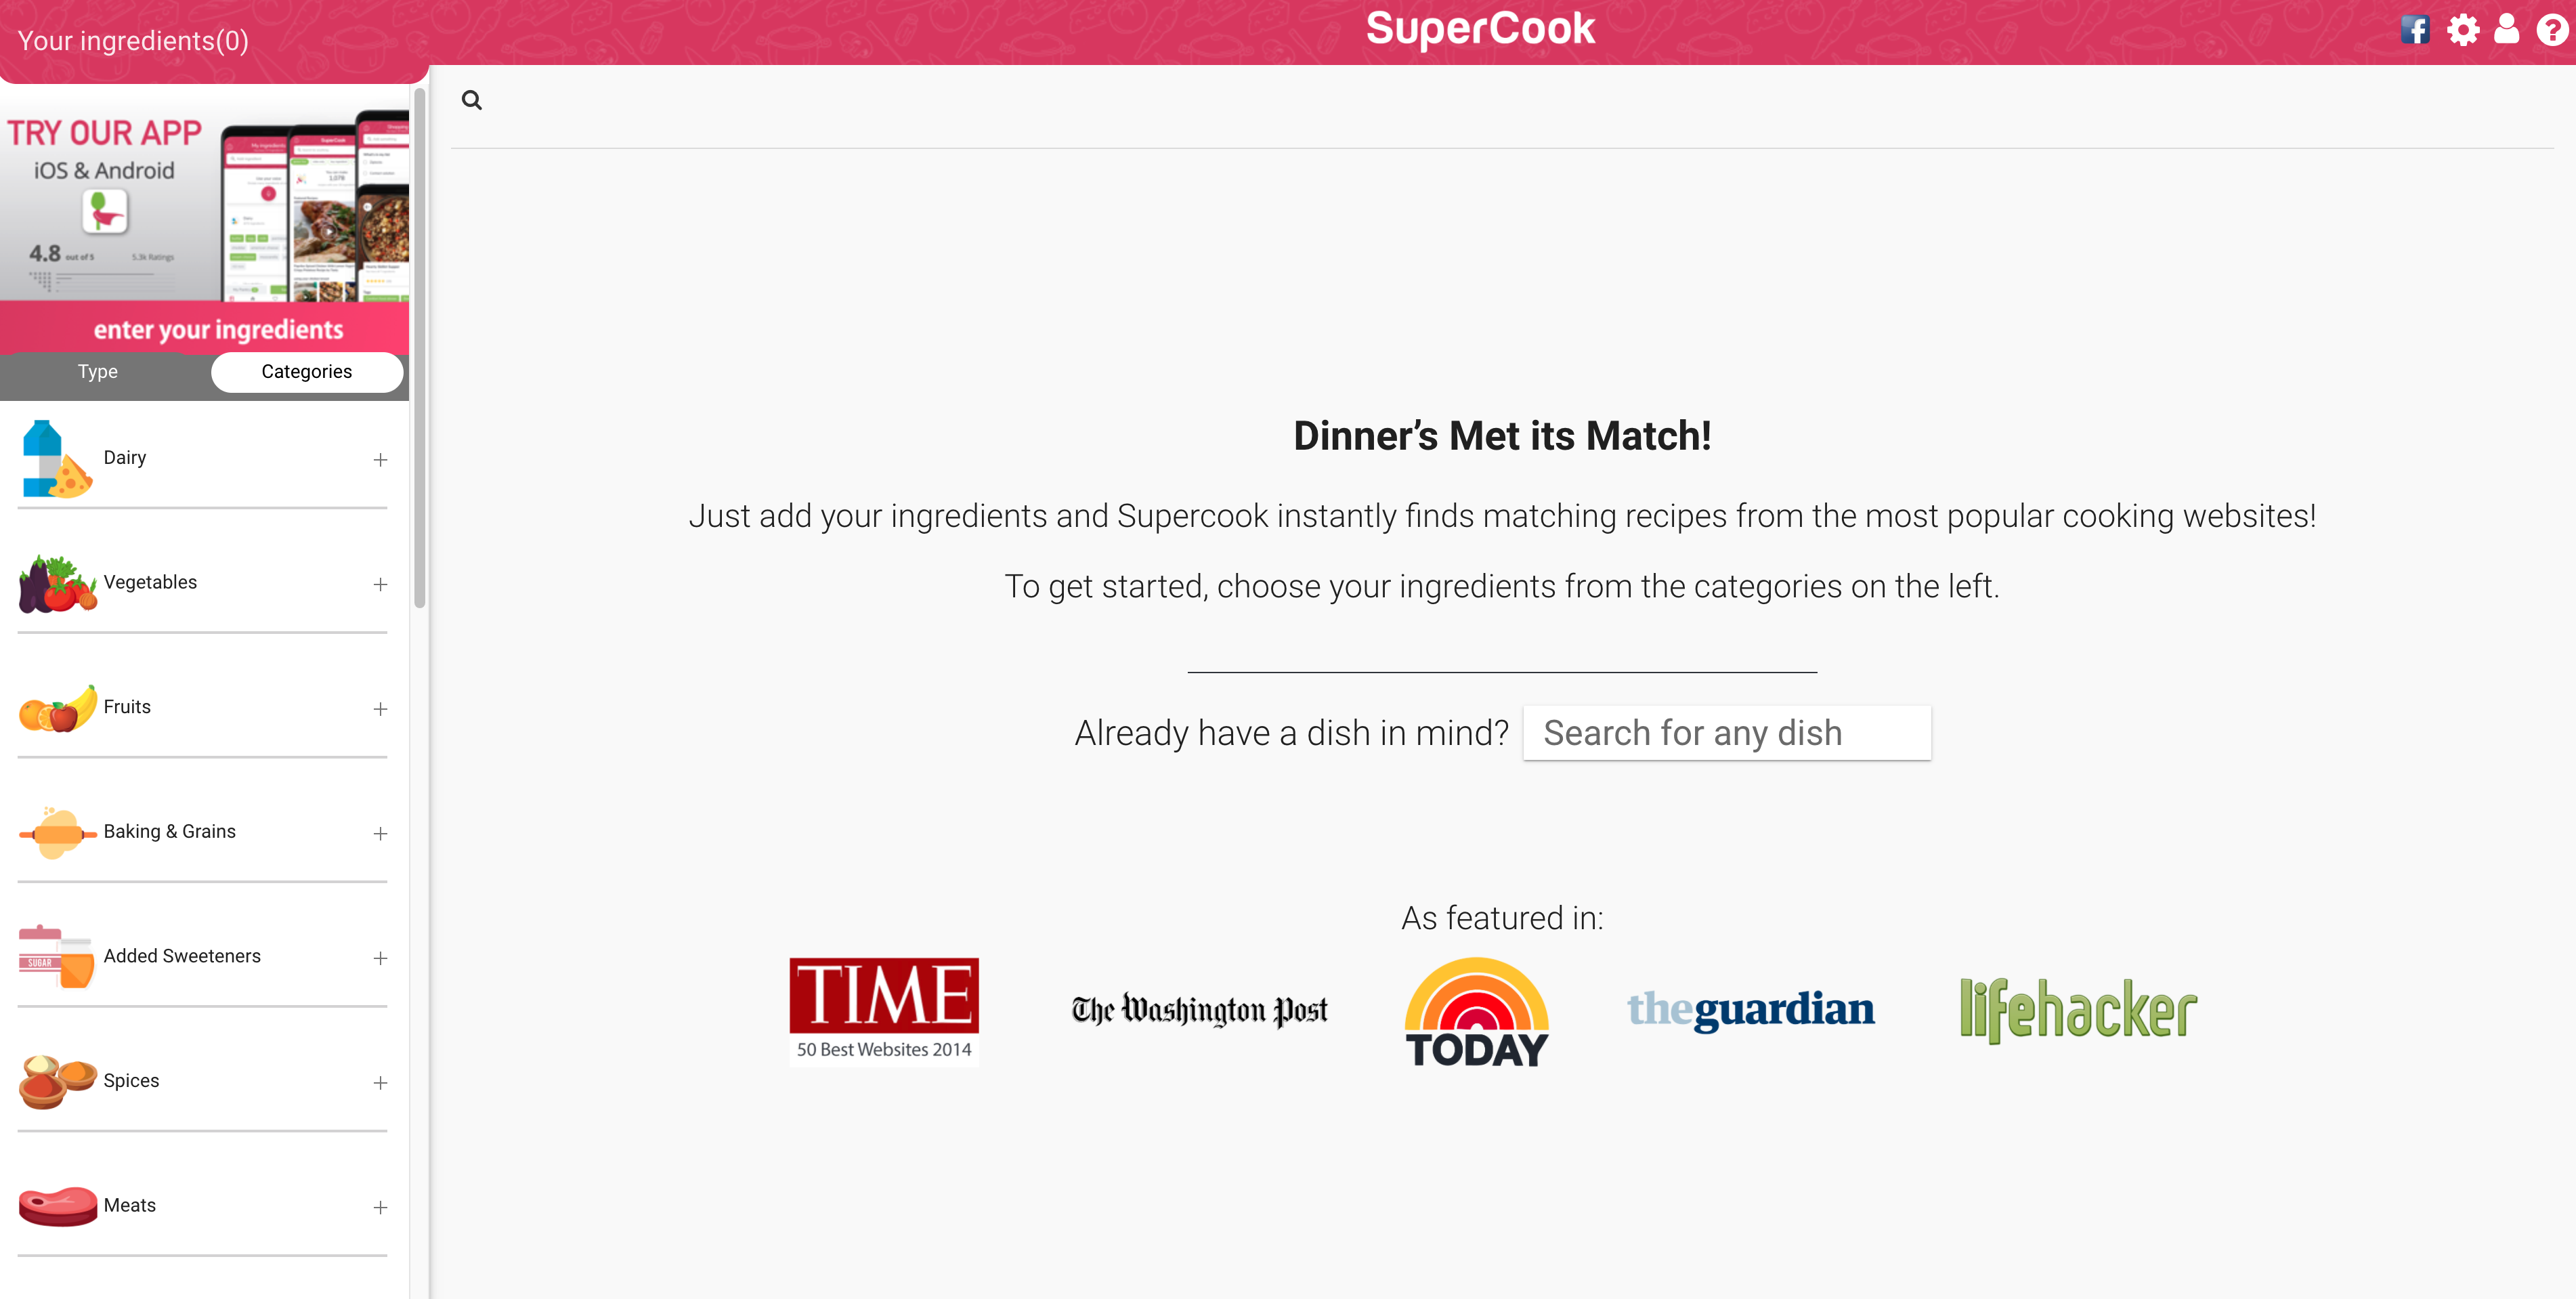 Your ingredients(0)
SuperCook
TRY OUR APP
iOS & Android
4.8 out of 5
5.3k Ratings
enter your ingredients
Type
Categories
Dairy
Vegetables
Fruits
Baking & Grains
SUGAR
Added Sweeteners
Spices
Meats
Dinner’s Met its Match!
Just add your ingredients and Supercook instantly finds matching recipes from the most popular cooking websites!
To get started, choose your ingredients from the categories on the left.
Already have a dish in mind?
Search for any dish
As featured in:
TIME
50 Best Websites 2014
The Washington Post
TODAY
theguardian
lifehacker